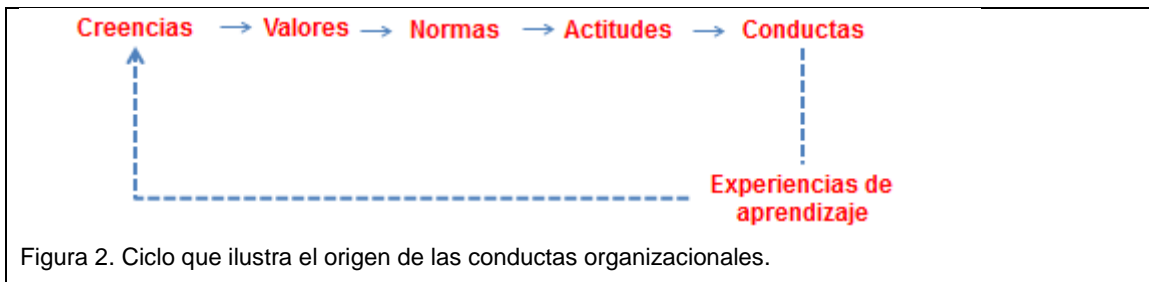 Creencias → Valores → Normas → Actitudes → Conductas
Experiencias de
aprendizaje
Figura 2. Ciclo que ilustra el origen de las conductas organizacionales.